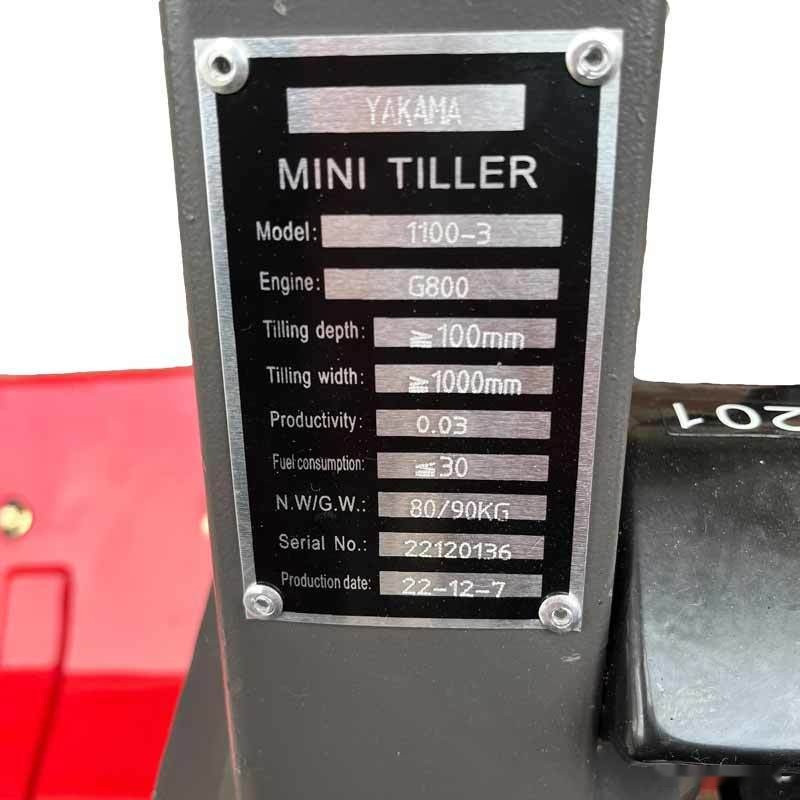 YAKAMA
MINI TILLER
Model: 1100-3
Engine: G800
Tilling depth: ≧100mm
Tilling width: ≧1000mm
Productivity: 0.03
Fuel consumption: ≦30
N.W/G.W.: 80/90KG
Serial No.: 22120136
Production date: 22-12-7
201